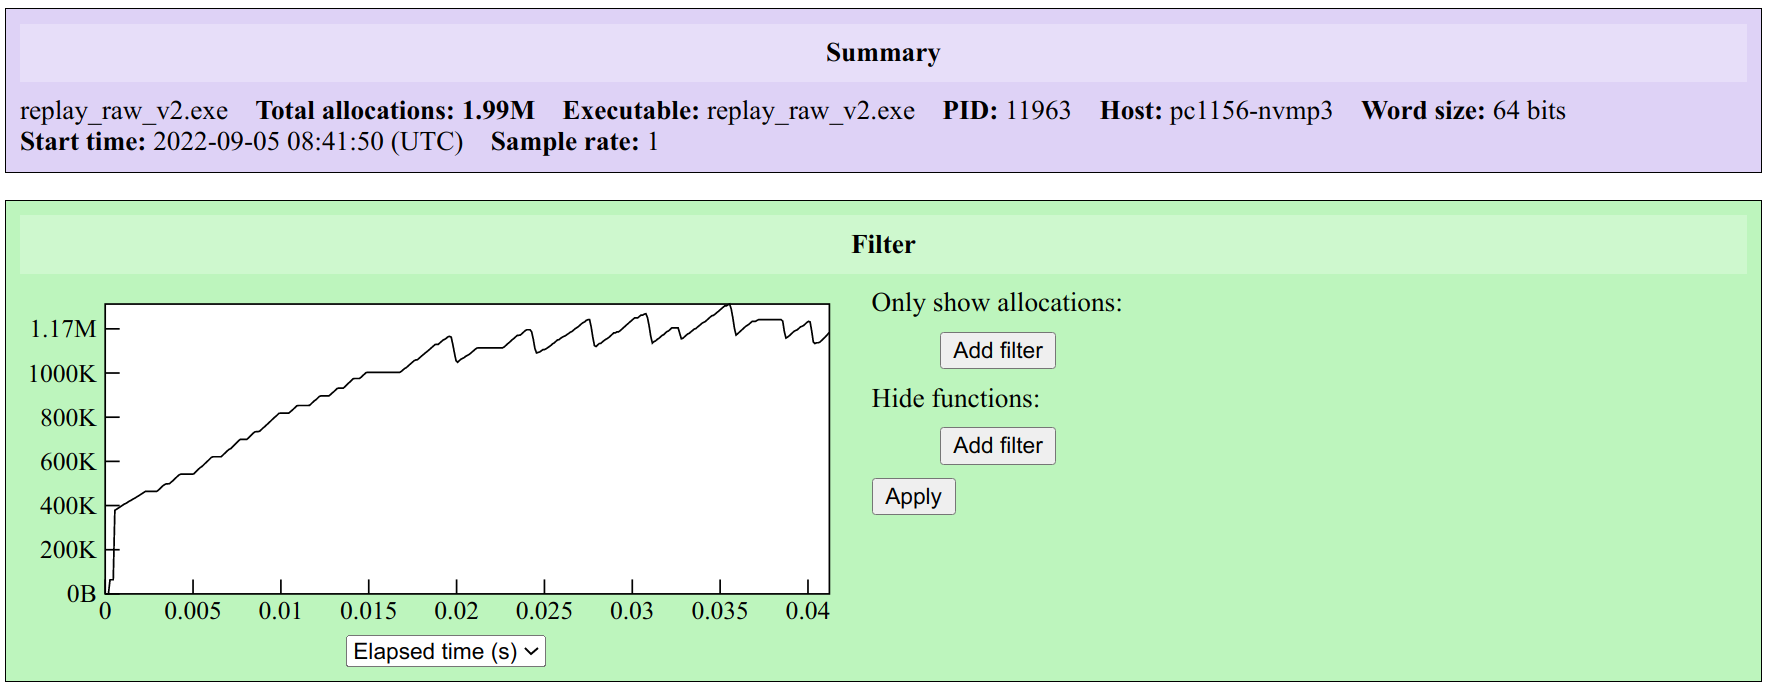 Summary
replay_raw_v2.exe Total allocations: 1.99M Executable: replay_raw_v2.exe PID: 11963 Host: pc1156-nvmp3 Word size: 64 bits
Start time: 2022-09-05 08:41:50 (UTC) Sample rate: 1
Filter
1.17M
1000K
800K
600K
400K
200K
0B
0 0.005 0.01 0.015 0.02 0.025 0.03 0.035 0.04
Elapsed time (s)
Only show allocations:
Add filter
Hide functions:
Add filter
Apply